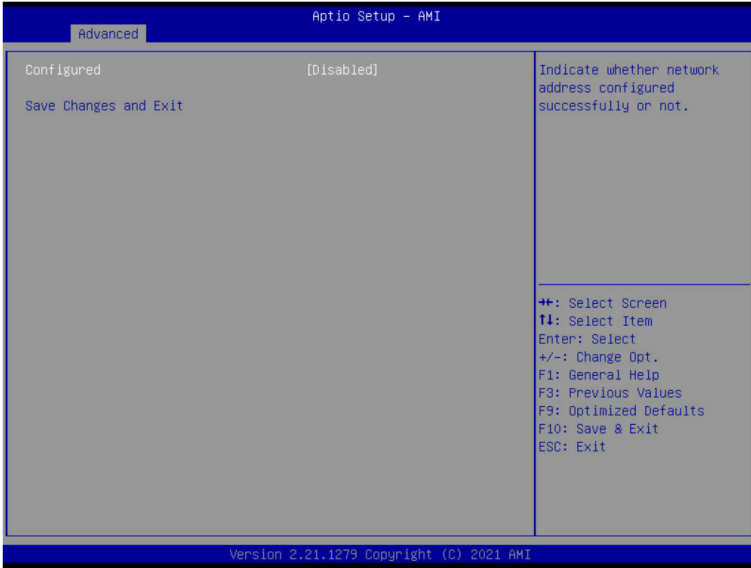 Aptio Setup – AMI
Advanced
Configured [Disabled]
Save Changes and Exit
Indicate whether network
address configured
successfully or not.
→←: Select Screen
↑↓: Select Item
Enter: Select
+/-: Change Opt.
F1: General Help
F3: Previous Values
F9: Optimized Defaults
F10: Save & Exit
ESC: Exit
Version 2.21.1279 Copyright (C) 2021 AMI